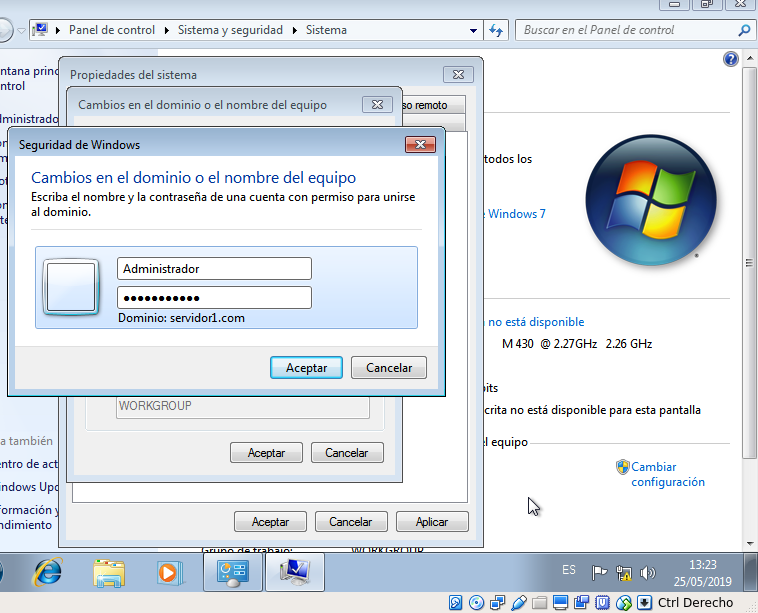 Panel de control
Sistema y seguridad
Sistema
Buscar en el Panel de control
Propiedades del sistema
Cambios en el dominio o el nombre del equipo
so remoto
Seguridad de Windows
Cambios en el dominio o el nombre del equipo
Escriba el nombre y la contraseña de una cuenta con permiso para unirse
al dominio.
Administrador
●●●●●●●●●●●
Dominio: servidor1.com
Aceptar
Cancelar
todos los
Windows 7
no está disponible
M 430 @ 2.27GHz 2.26 GHz
bits
crita no está disponible para esta pantalla
el equipo
Cambiar
configuración
WORKGROUP
Aceptar
Cancelar
Aceptar
Cancelar
Aplicar
ntana princ
ntrol
dministrado
a también
entro de act
indows Upd
formación y
ndimiento
Grupo de trabajo:
WORKGROUP
ES
13:23
25/05/2019
Ctrl Derecho